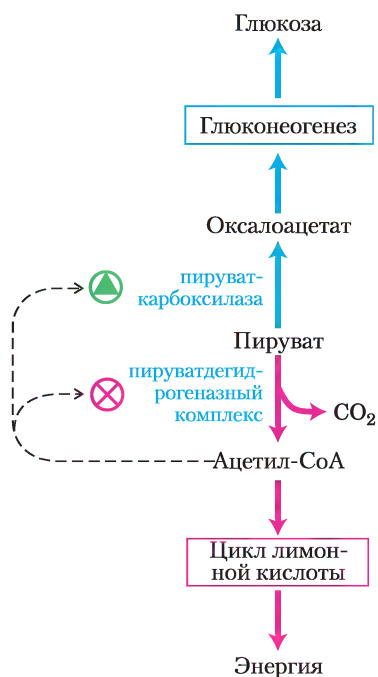 Глюкоза
Глюконеогенез
Оксалоацетат
пируват-
карбоксилаза
Пируват
пируватдегид-
рогеназный
комплекс
CO2
Ацетил-CoA
Цикл лимон-
ной кислоты
Энергия